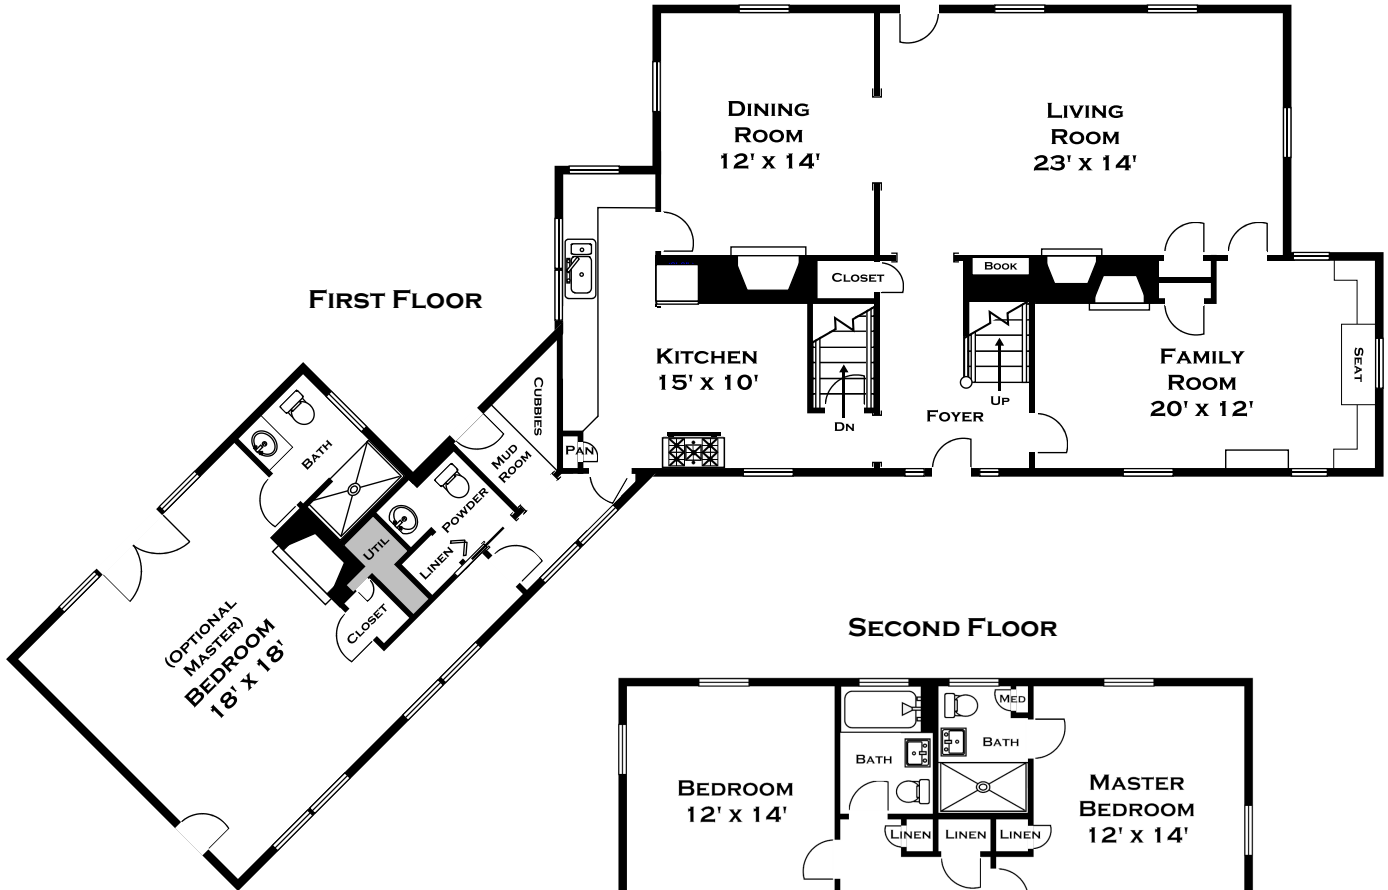 DINING
ROOM
12' X 14'
LIVING
ROOM
23' X 14'
BOOK
CLOSET
FIRST FLOOR
KITCHEN
15' X 10'
FAMILY
ROOM
20' X 12'
SEAT
UP
FOYER
DN
CUBBIES
PAN
MUD
ROOM
BATH
POWDER
UTIL
LINEN
CLOSET
(OPTIONAL
MASTER)
BEDROOM
18' X 18'
SECOND FLOOR
MED
BATH
BATH
BEDROOM
12' X 14'
MASTER
BEDROOM
12' X 14'
LINEN
LINEN
LINEN